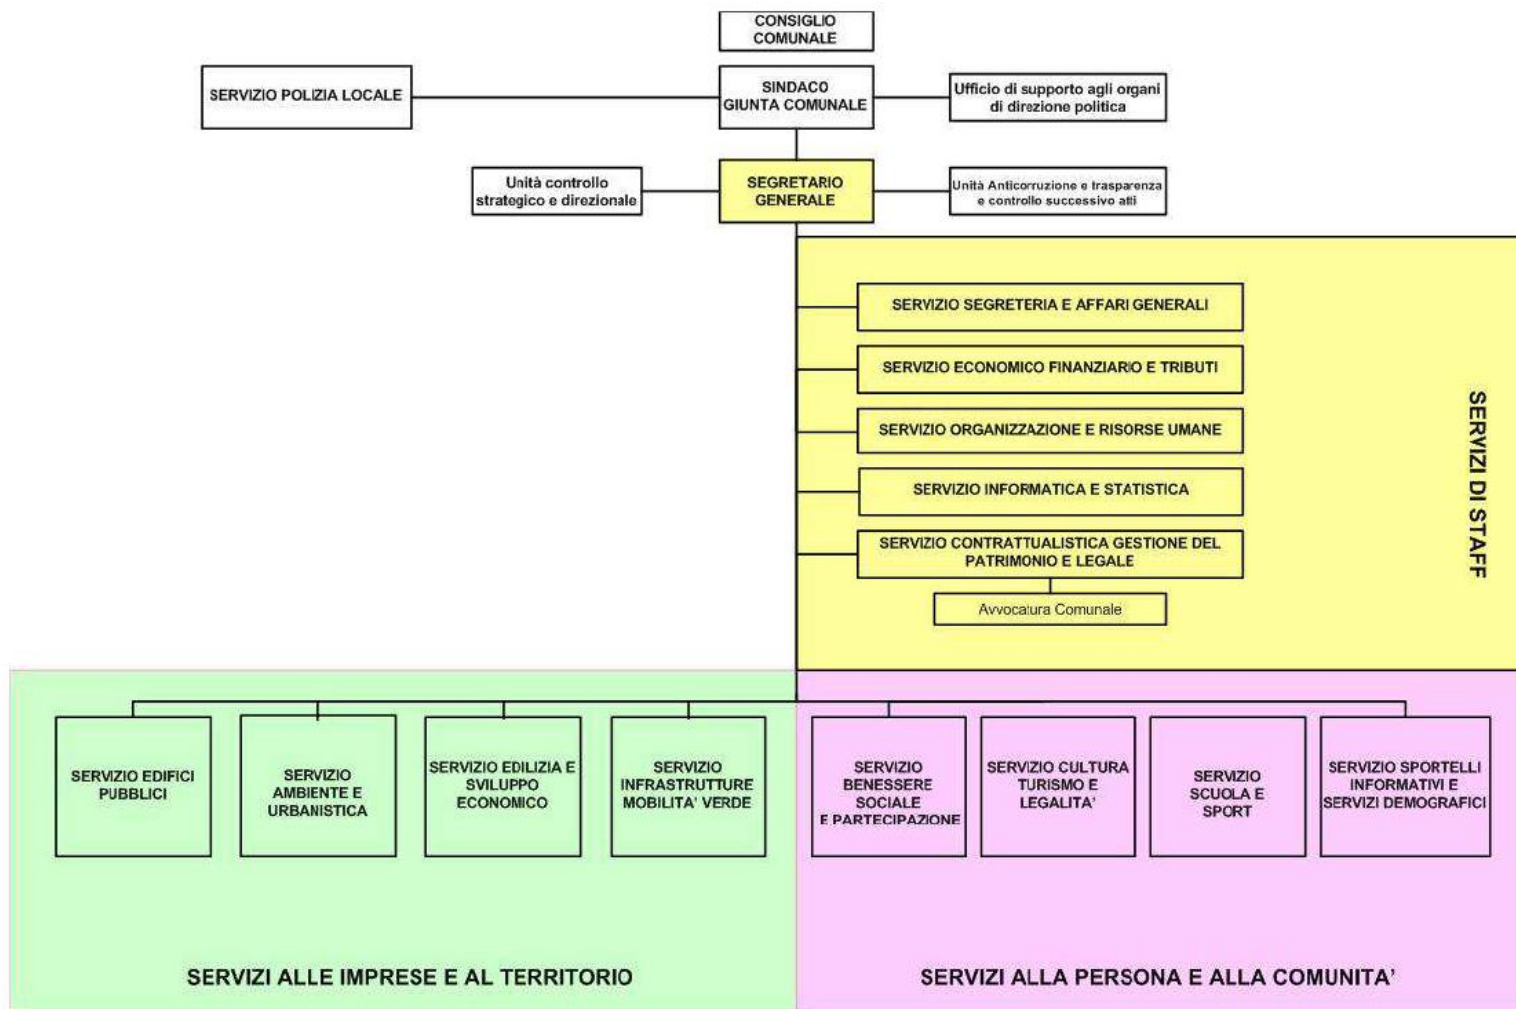 CONSIGLIO
COMUNALE
SERVIZIO POLIZIA LOCALE
SINDACO
GIUNTA COMUNALE
Ufficio di supporto agli organi
di direzione politica
Unità controllo
strategico e direzionale
SEGRETARIO
GENERALE
Unità Anticorruzione e trasparenza
e controllo successivo atti
SERVIZIO SEGRETERIA E AFFARI GENERALI
SERVIZIO ECONOMICO FINANZIARIO E TRIBUTI
SERVIZIO ORGANIZZAZIONE E RISORSE UMANE
SERVIZIO INFORMATICA E STATISTICA
SERVIZIO CONTRATTUALISTICA GESTIONE DEL
PATRIMONIO E LEGALE
Avvocatura Comunale
SERVIZI DI STAFF
SERVIZIO EDIFICI
PUBBLICI
SERVIZIO
AMBIENTE E
URBANISTICA
SERVIZIO EDILIZIA E
SVILUPPO
ECONOMICO
SERVIZIO
INFRASTRUTTURE
MOBILITA' VERDE
SERVIZIO
BENESSERE
SOCIALE
E PARTECIPAZIONE
SERVIZIO CULTURA
TURISMO E
LEGALITA'
SERVIZIO
SCUOLA E
SPORT
SERVIZIO SPORTELLI
INFORMATIVI E
SERVIZI DEMOGRAFICI
SERVIZI ALLE IMPRESE E AL TERRITORIO
SERVIZI ALLA PERSONA E ALLA COMUNITA'